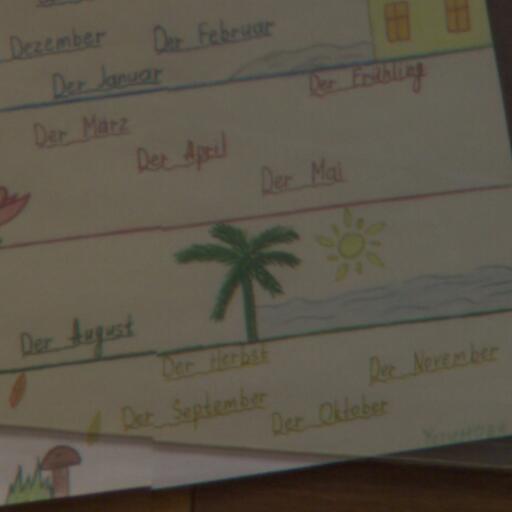 Dezember
Der Februar
Der Januar
Der Frühling
Der März
Der April
Der Mai
Der August
Der Herbst
Der November
Der September
Der Oktober